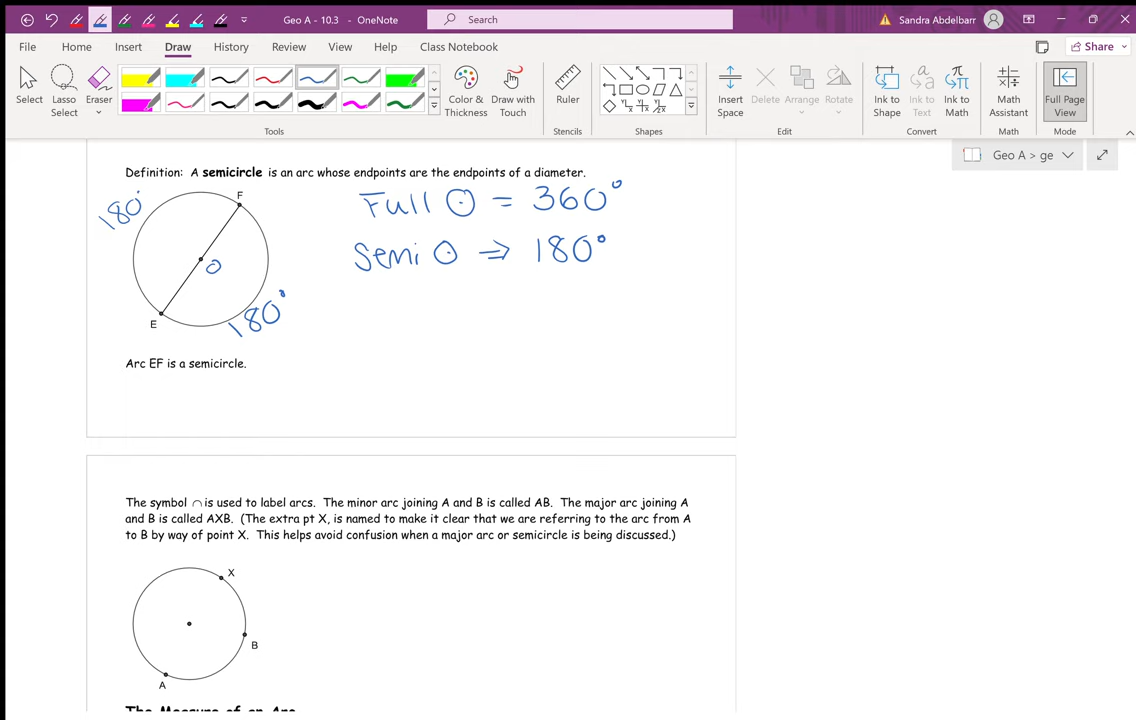 Geo A - 10.3 - OneNote
Search
Sandra Abdelbarr
File Home Insert Draw History Review View Help Class Notebook
Share
Select
Lasso Select
Eraser
Color & Thickness
Draw with Touch
Ruler
Insert Space
Delete
Arrange
Rotate
Ink to Shape
Ink to Text
Ink to Math
Math Assistant
Full Page View
Tools
Stencils
Shapes
Edit
Convert
Math
Mode
Geo A > ge
Definition: A semicircle is an arc whose endpoints are the endpoints of a diameter.
180°
F
Full ⊙ = 360°
Semi ⊙ ⇒ 180°
O
E
180°
Arc EF is a semicircle.
The symbol ∩ is used to label arcs. The minor arc joining A and B is called AB. The major arc joining A
and B is called AXB. (The extra pt X, is named to make it clear that we are referring to the arc from A
to B by way of point X. This helps avoid confusion when a major arc or semicircle is being discussed.)
X
B
A
The Measure of an Arc